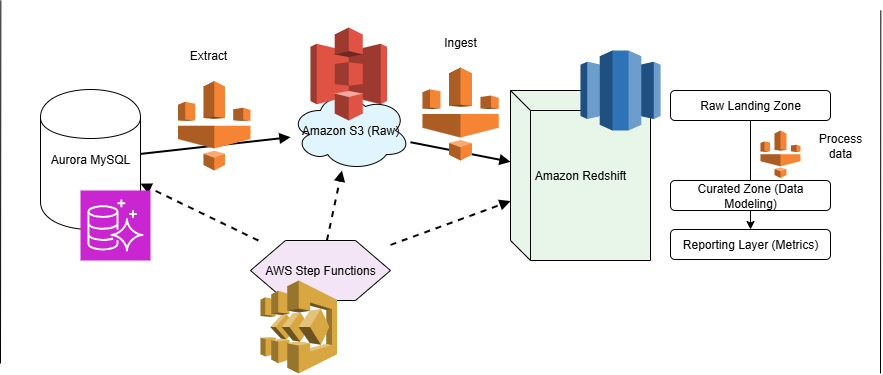 Extract
Ingest
Aurora MySQL
Amazon S3 (Raw)
Amazon Redshift
Raw Landing Zone
Process
data
Curated Zone (Data
Modeling)
Reporting Layer (Metrics)
AWS Step Functions